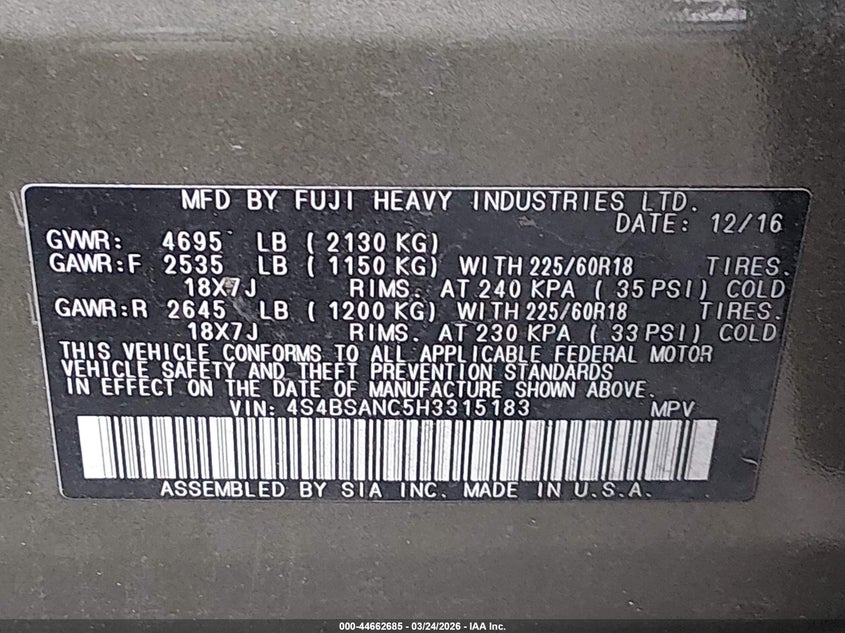 MFD BY FUJI HEAVY INDUSTRIES LTD.
DATE: 12/16
GVWR: 4695 LB ( 2130 KG)
GAWR:F 2535 LB ( 1150 KG) WITH 225/60R18 TIRES.
18X7J RIMS. AT 240 KPA ( 35 PSI) COLD
GAWR:R 2645 LB ( 1200 KG) WITH 225/60R18 TIRES.
18X7J RIMS. AT 230 KPA ( 33 PSI) COLD
THIS VEHICLE CONFORMS TO ALL APPLICABLE FEDERAL MOTOR
VEHICLE SAFETY AND THEFT PREVENTION STANDARDS
IN EFFECT ON THE DATE OF MANUFACTURE SHOWN ABOVE.
VIN: 4S4BSANC5H3315183 MPV
ASSEMBLED BY SIA INC. MADE IN U.S.A.
000-44662685 - 03/24/2026 - IAA Inc.